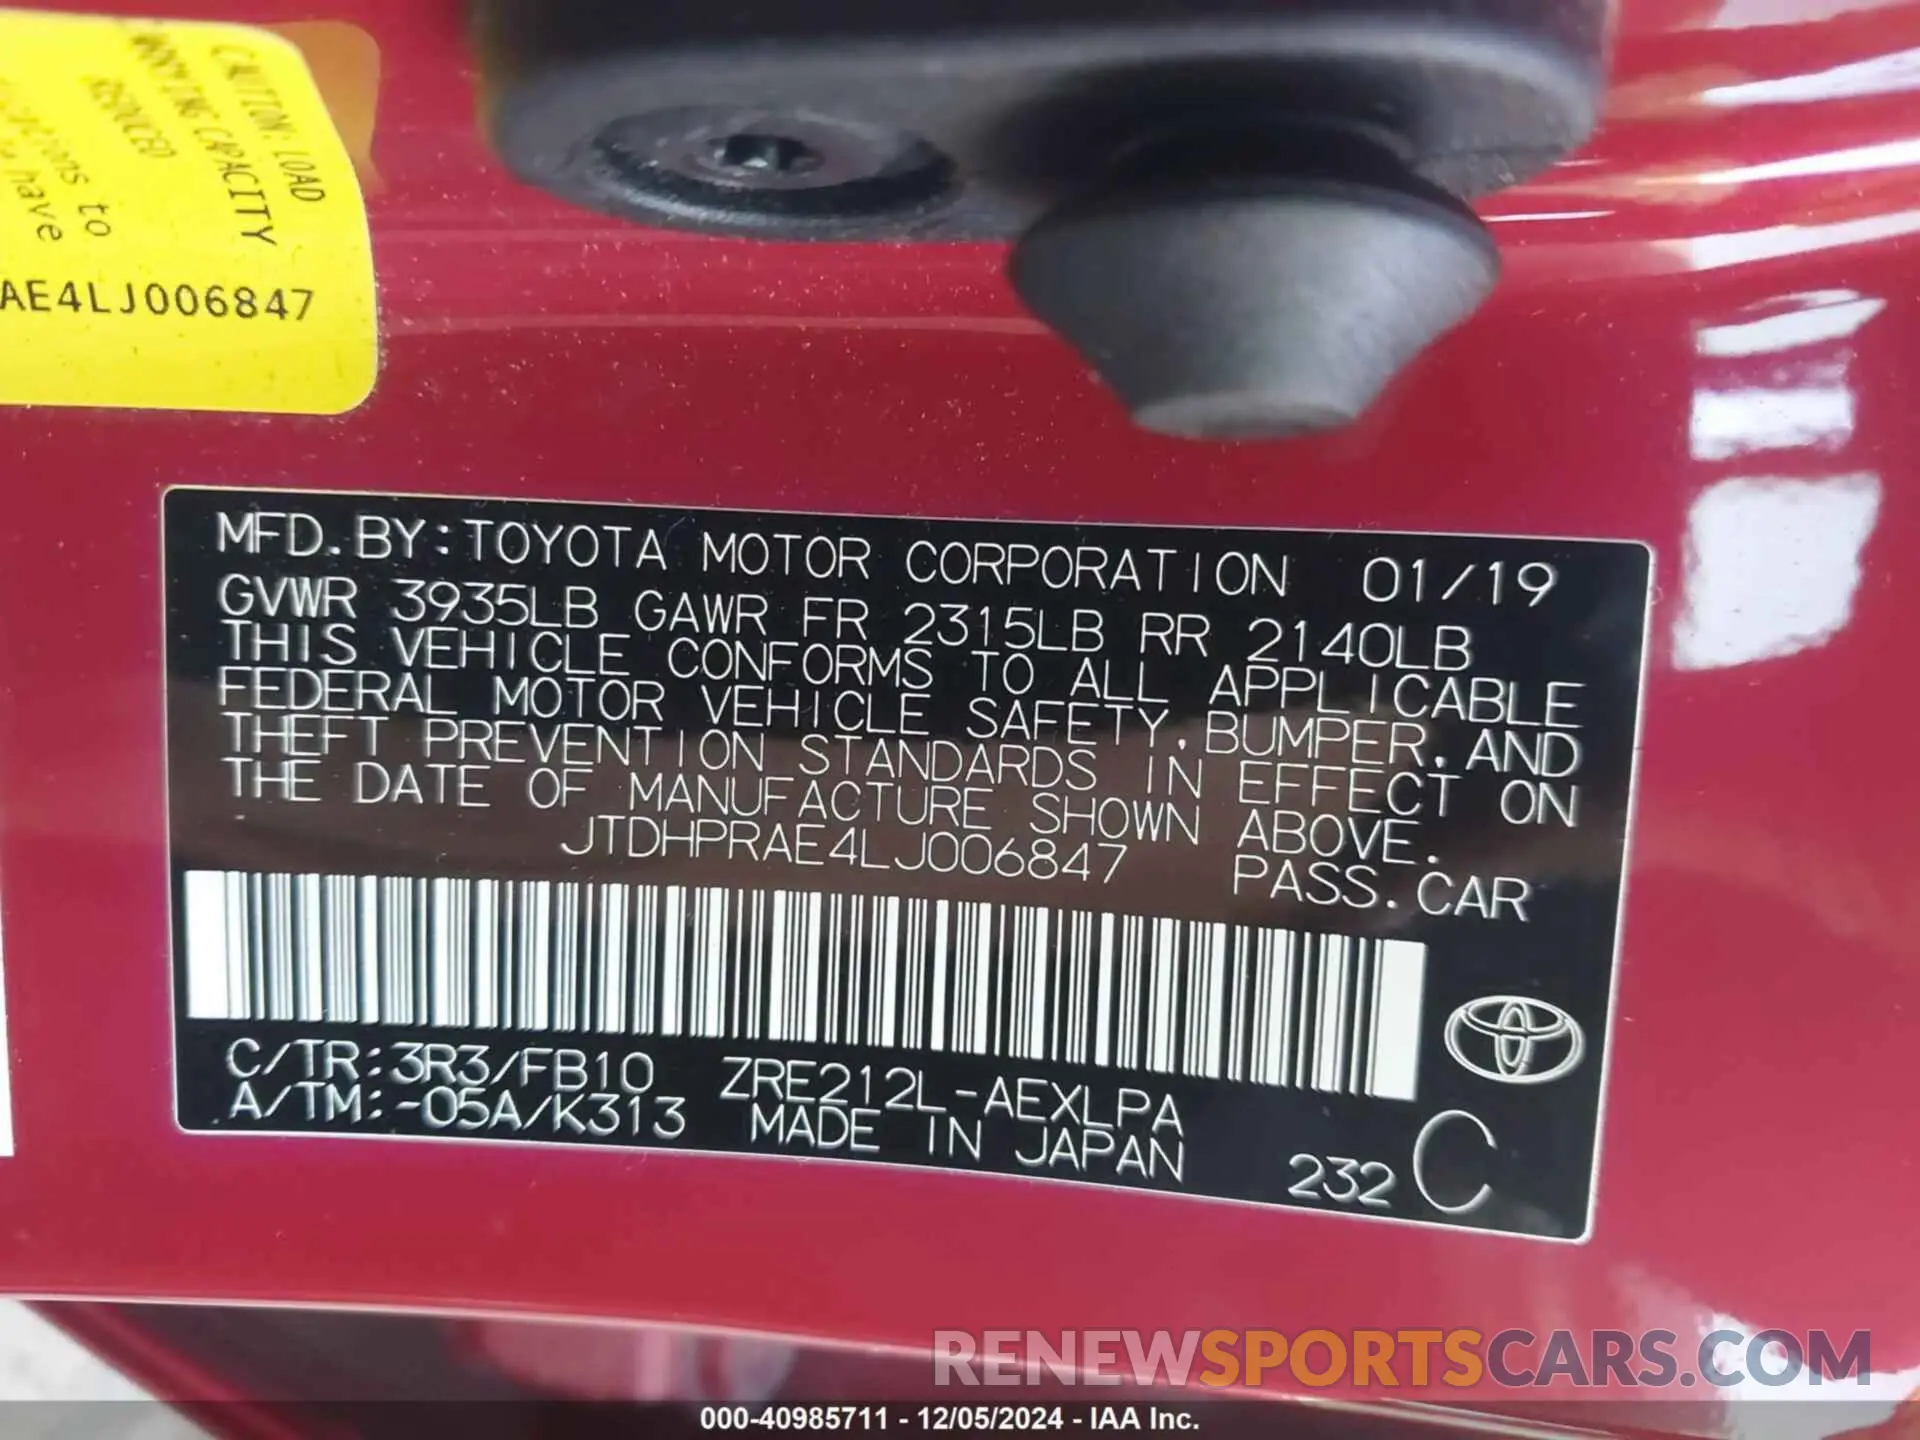 CAUTION: LOAD
CARRYING CAPACITY
REDUCED
to
have
AE4LJ006847
MFD. BY: TOYOTA MOTOR CORPORATION 01/19
GVWR 3935LB GAWR FR 2315LB RR 2140LB
THIS VEHICLE CONFORMS TO ALL APPLICABLE
FEDERAL MOTOR VEHICLE SAFETY, BUMPER, AND
THEFT PREVENTION STANDARDS IN EFFECT ON
THE DATE OF MANUFACTURE SHOWN ABOVE.
JTDHPRAE4LJ006847 PASS. CAR
C/TR: 3R3/FB10 ZRE212L-AEXLPA
A/TM: -05A/K313 MADE IN JAPAN
232 C
RENEWSPORTSCARS.COM
000-40985711 - 12/05/2024 - IAA Inc.